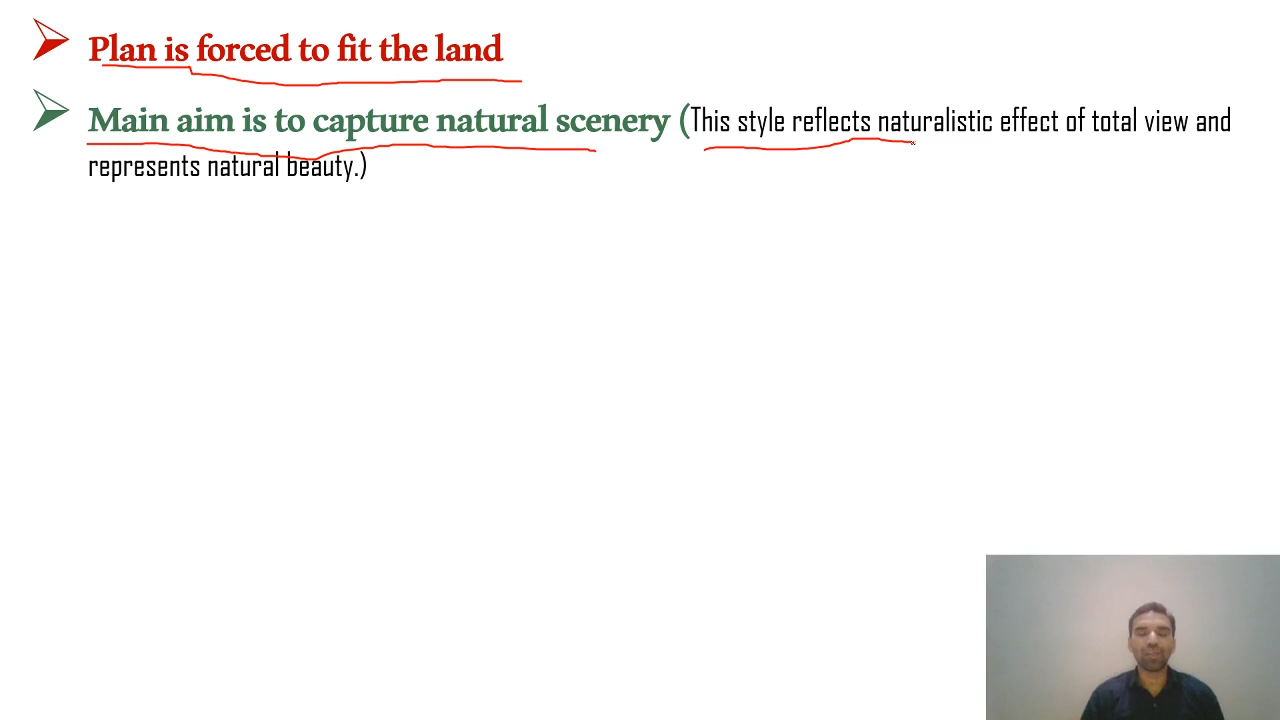 Plan is forced to fit the land
Main aim is to capture natural scenery (This style reflects naturalistic effect of total view and
represents natural beauty.)